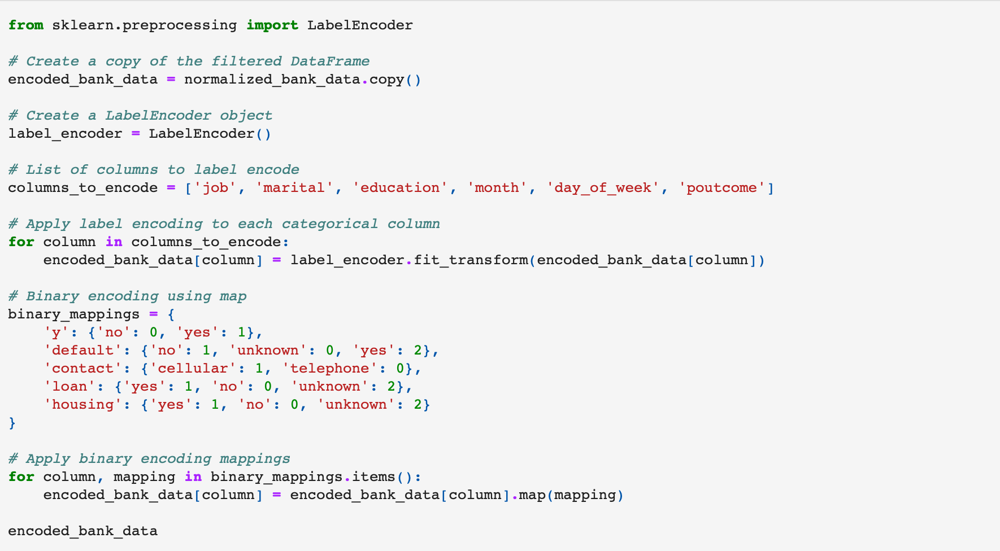 from sklearn.preprocessing import LabelEncoder
# Create a copy of the filtered DataFrame
encoded_bank_data = normalized_bank_data.copy()
# Create a LabelEncoder object
label_encoder = LabelEncoder()
# List of columns to label encode
columns_to_encode = ['job', 'marital', 'education', 'month', 'day_of_week', 'poutcome']
# Apply label encoding to each categorical column
for column in columns_to_encode:
    encoded_bank_data[column] = label_encoder.fit_transform(encoded_bank_data[column])
# Binary encoding using map
binary_mappings = {
    'y': {'no': 0, 'yes': 1},
    'default': {'no': 1, 'unknown': 0, 'yes': 2},
    'contact': {'cellular': 1, 'telephone': 0},
    'loan': {'yes': 1, 'no': 0, 'unknown': 2},
    'housing': {'yes': 1, 'no': 0, 'unknown': 2}
}
# Apply binary encoding mappings
for column, mapping in binary_mappings.items():
    encoded_bank_data[column] = encoded_bank_data[column].map(mapping)
encoded_bank_data